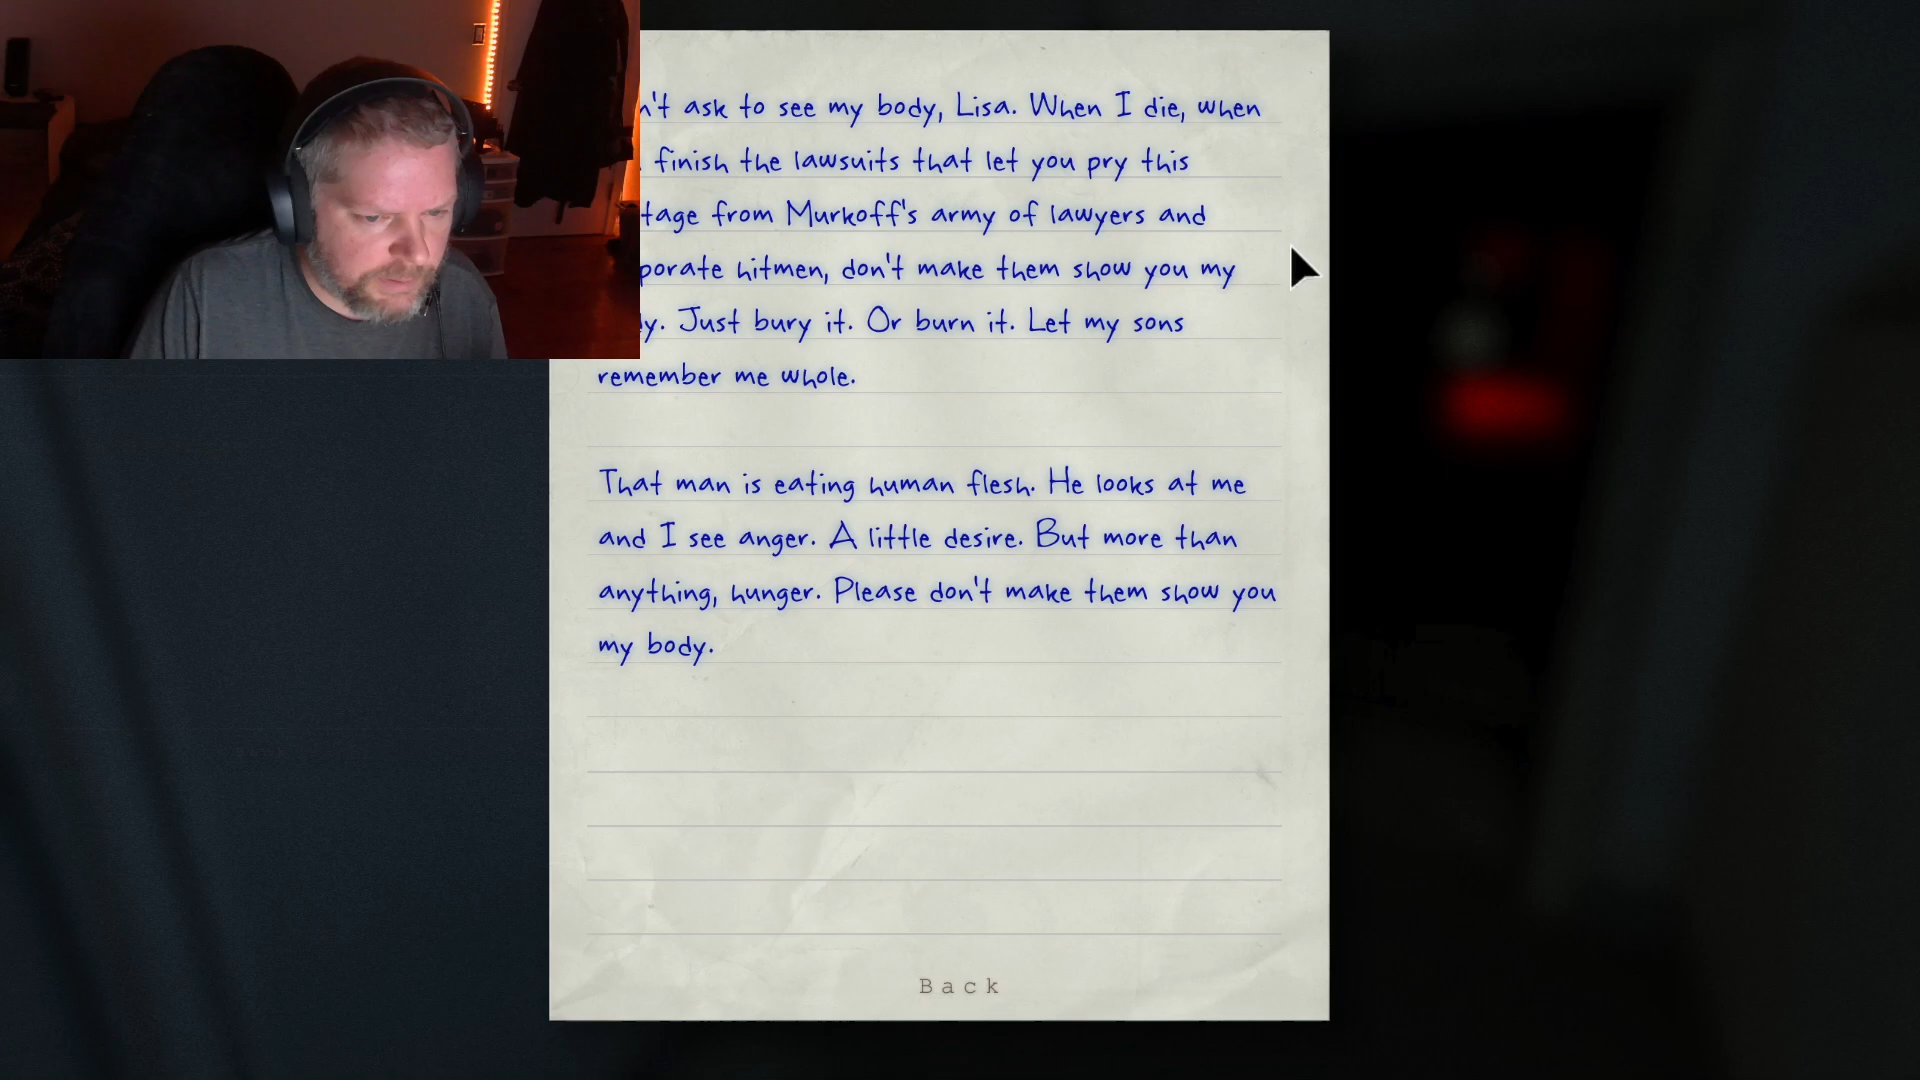 n't ask to see my body, Lisa. When I die, when
finish the lawsuits that let you pry this
tage from Murkoff's army of lawyers and
porate hitmen, don't make them show you my
y. Just bury it. Or burn it. Let my sons
remember me whole.
That man is eating human flesh. He looks at me
and I see anger. A little desire. But more than
anything, hunger. Please don't make them show you
my body.
Back